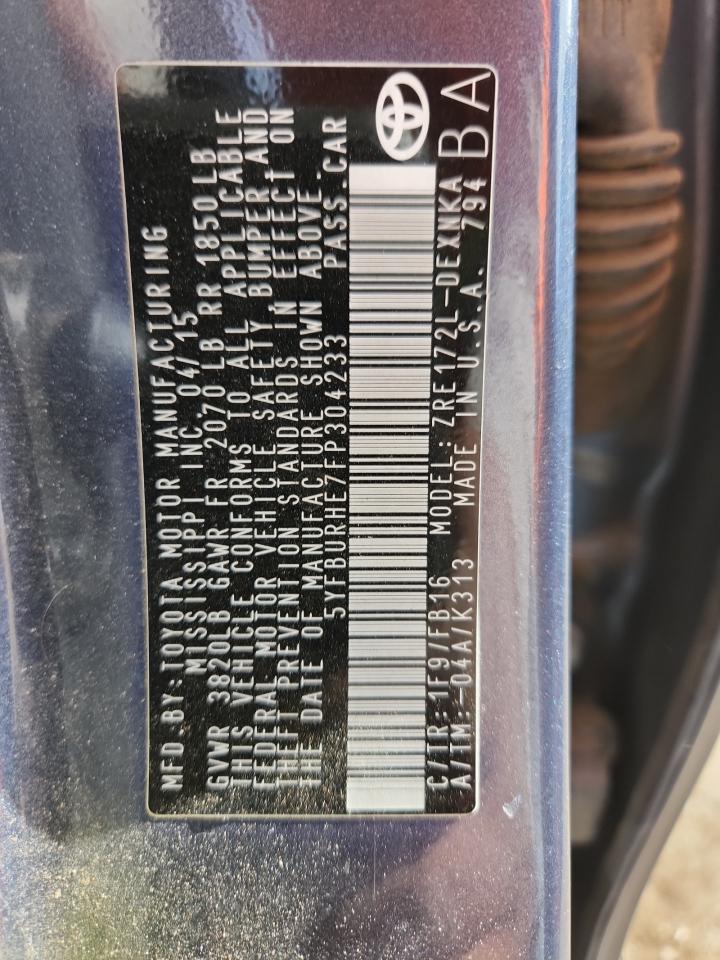 MFD.BY:TOYOTA MOTOR MANUFACTURING
MISSISSIPPI INC 04/15
GVWR 3820LB GAWR FR 2070 LB RR 1850LB
THIS VEHICLE CONFORMS TO ALL APPLICABLE
FEDERAL MOTOR VEHICLE SAFETY BUMPER AND
THEFT PREVENTION STANDARDS IN EFFECT ON
THE DATE OF MANUFACTURE SHOWN ABOVE.
5YFBURHE7FP304233 PASS.CAR
C/TR:1F9/FB16 MODEL:ZRE172L-DEXNKA
A/TM:-04A/K313 MADE IN U.S.A. 794
BA